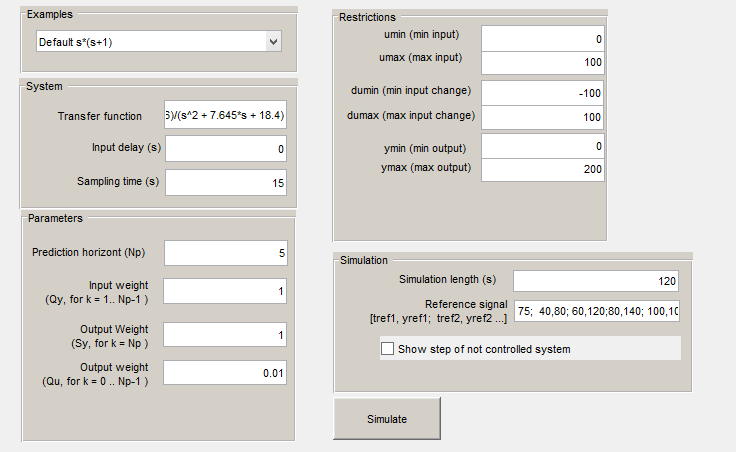 Examples
Default s*(s+1)
System
Transfer function
)/(s^2 + 7.645*s + 18.4)
Input delay (s)
0
Sampling time (s)
15
Parameters
Prediction horizont (Np)
5
Input weight
(Qy, for k = 1.. Np-1 )
1
Output Weight
(Sy, for k = Np )
1
Output weight
(Qu, for k = 0 .. Np-1 )
0.01
Restrictions
umin (min input)
0
umax (max input)
100
dumin (min input change)
-100
dumax (max input change)
100
ymin (min output)
0
ymax (max output)
200
Simulation
Simulation length (s)
120
Reference signal
[tref1, yref1;  tref2, yref2 ...]
75;  40,80; 60,120;80,140; 100,10
Show step of not controlled system
Simulate